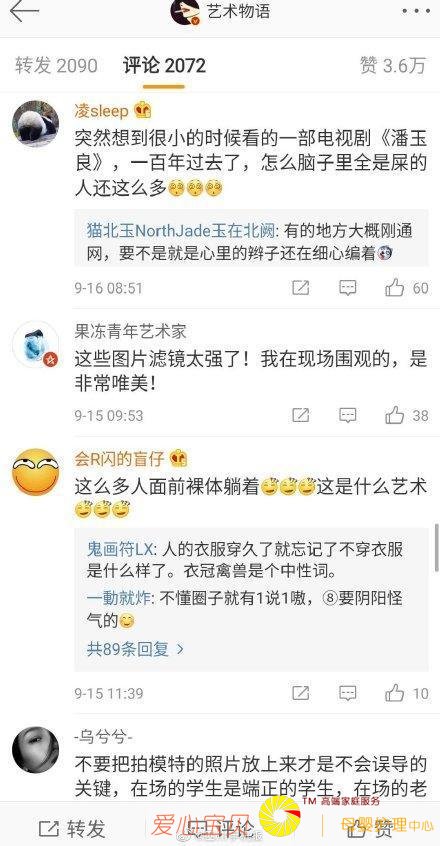 艺术物语
转发 2090 评论 2072 赞 3.6万
凌sleep
突然想到很小的时候看的一部电视剧《潘玉
良》，一百年过去了，怎么脑子里全是屎的
人还这么多
猫北玉NorthJade玉在北阙: 有的地方大概刚通
网，要不是就是心里的辫子还在细心编着
9-16 08:51 60
果冻青年艺术家
这些图片滤镜太强了！我在现场围观的，是
非常唯美！
9-15 09:53 38
会R闪的盲仔
这么多人面前裸体躺着这是什么艺术
鬼画符LX: 人的衣服穿久了就忘记了不穿衣服
是什么样了。衣冠禽兽是个中性词。
一動就炸: 不懂圈子就有1说1嗷，⑧要阴阳怪
气的
共89条回复
9-15 11:39 10
-乌兮兮-
不要把拍模特的照片放上来才是不会误导的
关键，在场的学生是端正的学生，在场的老
转发 评论 赞
爱心宝贝 TM 高端家庭服务
母婴护理中心